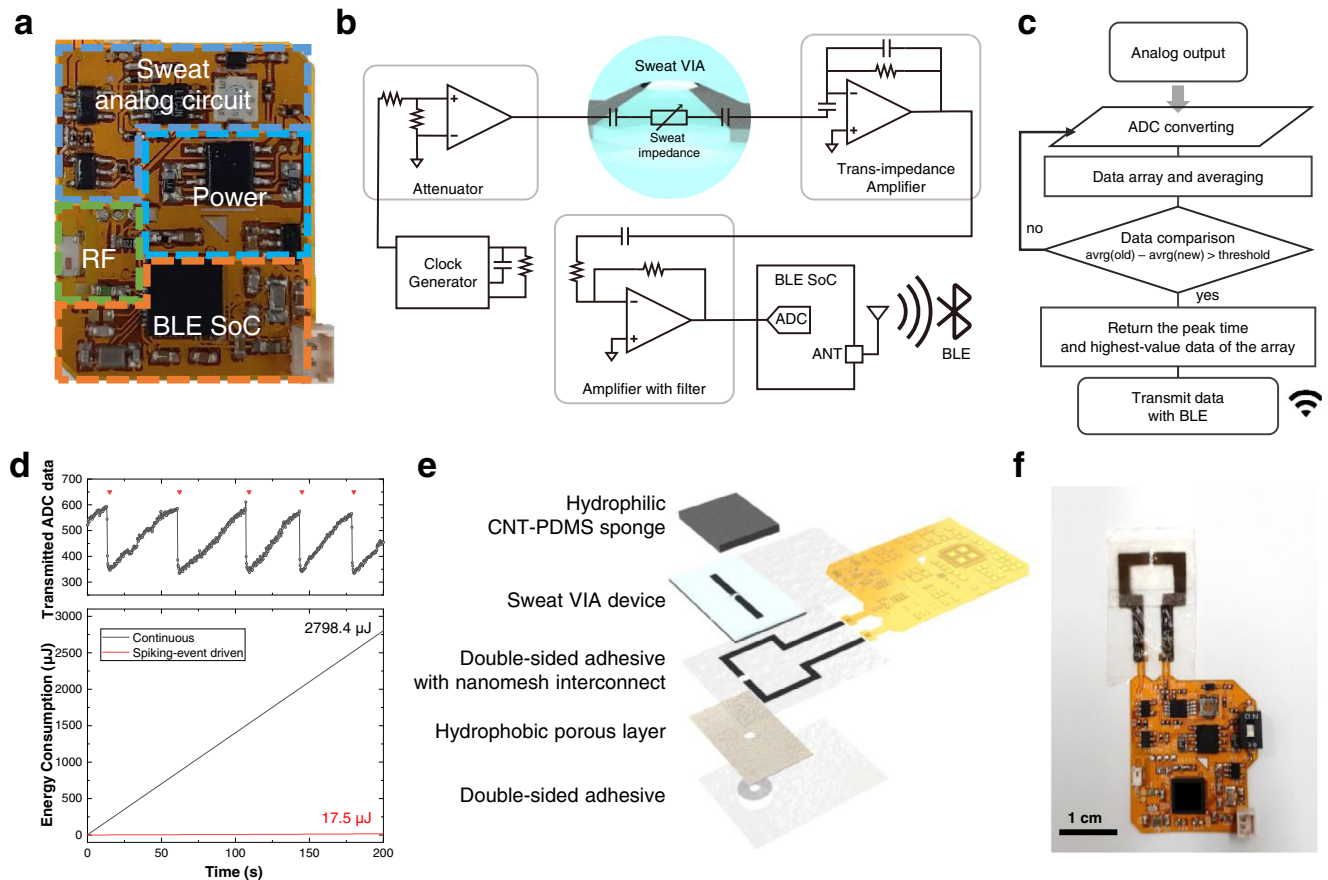 a
Sweat
analog circuit
Power
RF
BLE SoC
b
Sweat VIA
Sweat
impedance
Attenuator
Trans-impedance
Amplifier
Clock
Generator
Amplifier with filter
BLE SoC
ADC
ANT
BLE
c
Analog output
ADC converting
Data array and averaging
no
Data comparison
avrg(old) – avrg(new) > threshold
yes
Return the peak time
and highest-value data of the array
Transmit data
with BLE
d
Transmitted ADC data
700
600
500
400
300
Energy Consumption (µJ)
3000
2500
2000
1500
1000
500
0
Continuous
Spiking-event driven
2798.4 µJ
17.5 µJ
0
50
100
150
200
Time (s)
e
Hydrophilic
CNT-PDMS sponge
Sweat VIA device
Double-sided adhesive
with nanomesh interconnect
Hydrophobic porous layer
Double-sided adhesive
f
ON
1 cm